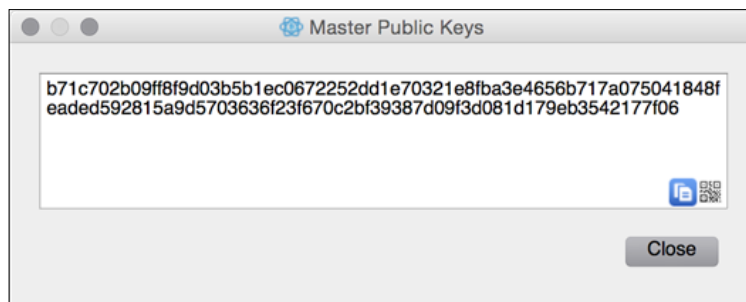 Master Public Keys
b71c702b09ff8f9d03b5b1ec0672252dd1e70321e8fba3e4656b717a075041848f
eaded592815a9d5703636f23f670c2bf39387d09f3d081d179eb3542177f06
Close